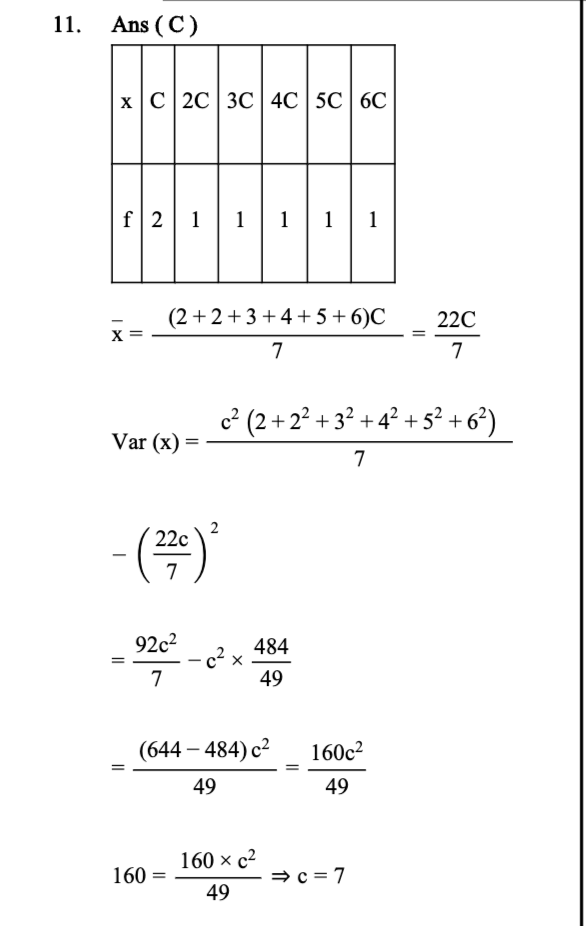 11. Ans ( C )
x C 2C 3C 4C 5C 6C
f 2 1 1 1 1 1
x̄ = (2 + 2 + 3 + 4 + 5 + 6)C / 7 = 22C / 7
Var (x) = c² (2 + 2² + 3² + 4² + 5² + 6²) / 7
− (22c / 7)²
= 92c² / 7 − c² × 484 / 49
= (644 − 484) c² / 49 = 160c² / 49
160 = 160 × c² / 49 ⇒ c = 7